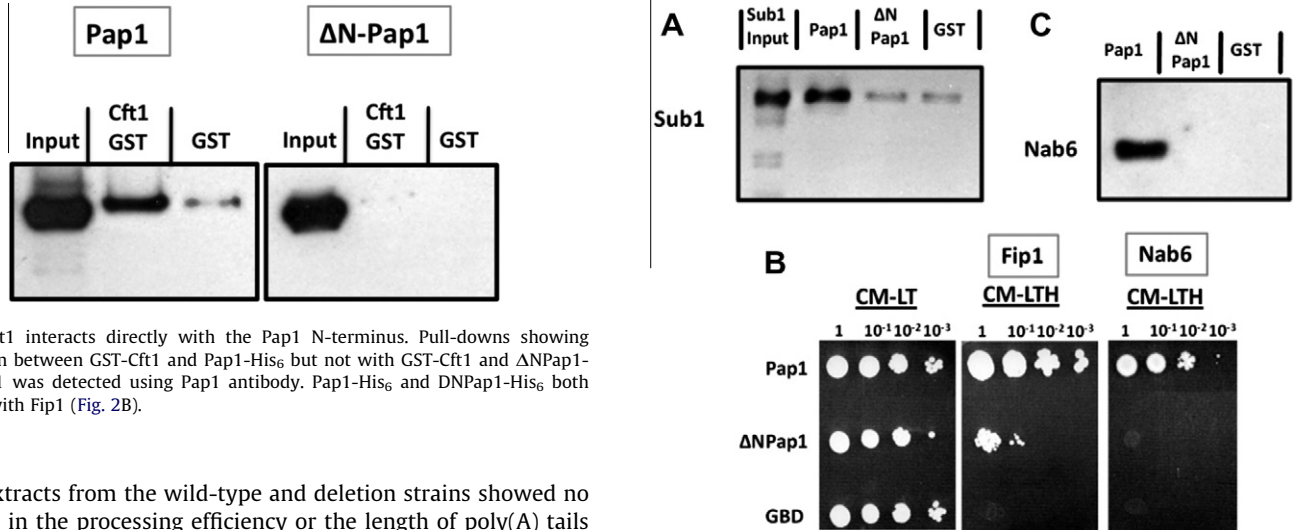 Pap1 ΔN-Pap1
Cft1 Cft1
Input GST GST Input GST GST
ft1 interacts directly with the Pap1 N-terminus. Pull-downs showing
n between GST-Cft1 and Pap1-His6 but not with GST-Cft1 and ΔNPap1-
was detected using Pap1 antibody. Pap1-His6 and DNPap1-His6 both
with Fip1 (Fig. 2B).
xtracts from the wild-type and deletion strains showed no
in the processing efficiency or the length of poly(A) tails
A
Sub1 ΔN
Input Pap1 Pap1 GST
Sub1
C
ΔN
Pap1 Pap1 GST
Nab6
B
Fip1 Nab6
CM-LT CM-LTH CM-LTH
1 10-1 10-2 10-3 1 10-1 10-2 10-3 1 10-1 10-2 10-3
Pap1
ΔNPap1
GBD